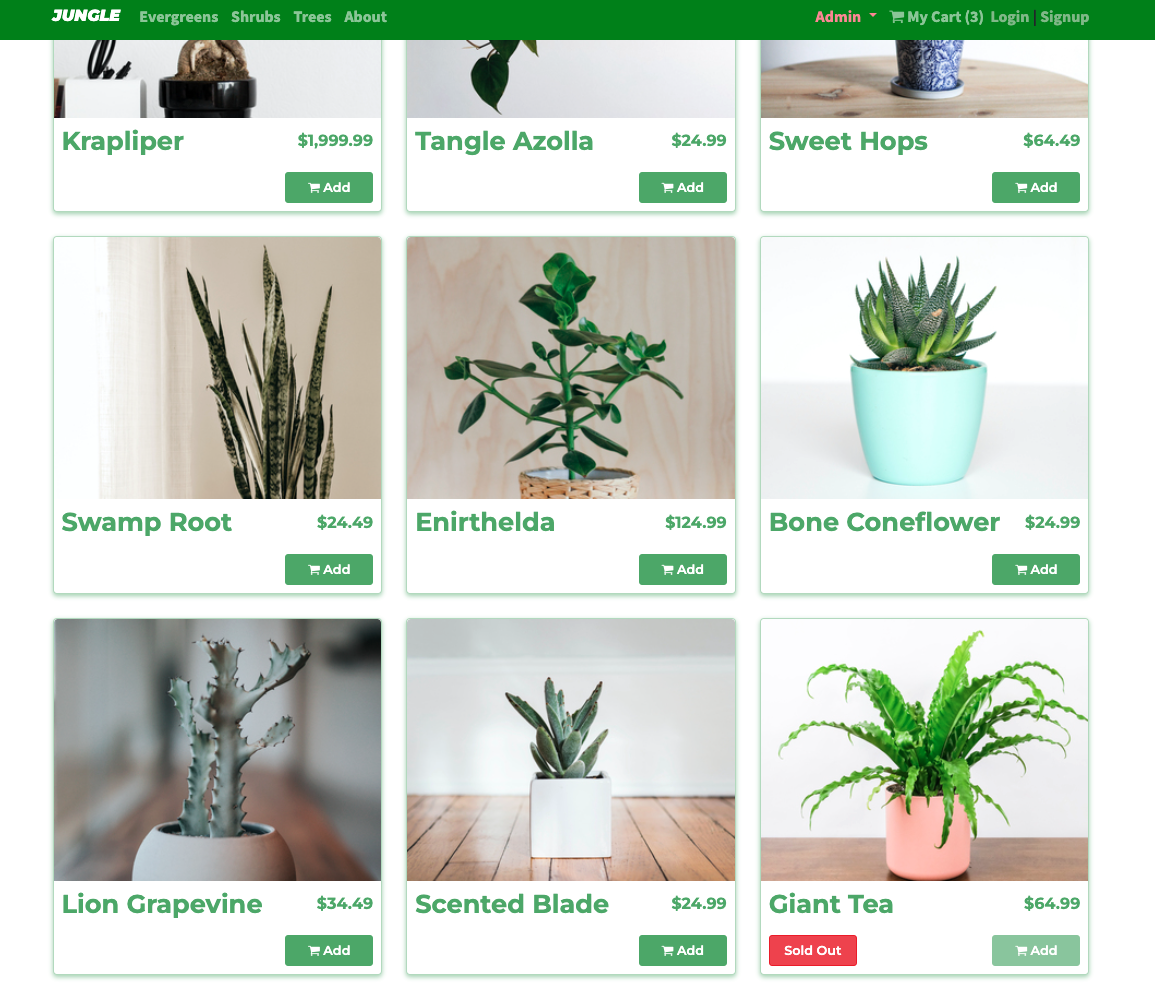 JUNGLE Evergreens Shrubs Trees About Admin My Cart (3) Login | Signup
Krapliper $1,999.99
Add
Tangle Azolla $24.99
Add
Sweet Hops $64.49
Add
Swamp Root $24.49
Add
Enirthelda $124.99
Add
Bone Coneflower $24.99
Add
Lion Grapevine $34.49
Add
Scented Blade $24.99
Add
Giant Tea $64.99
Sold Out Add